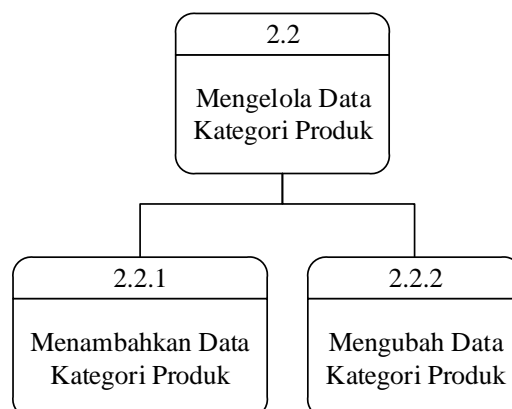 2.2
Mengelola Data
Kategori Produk
2.2.1
Menambahkan Data
Kategori Produk
2.2.2
Mengubah Data
Kategori Produk